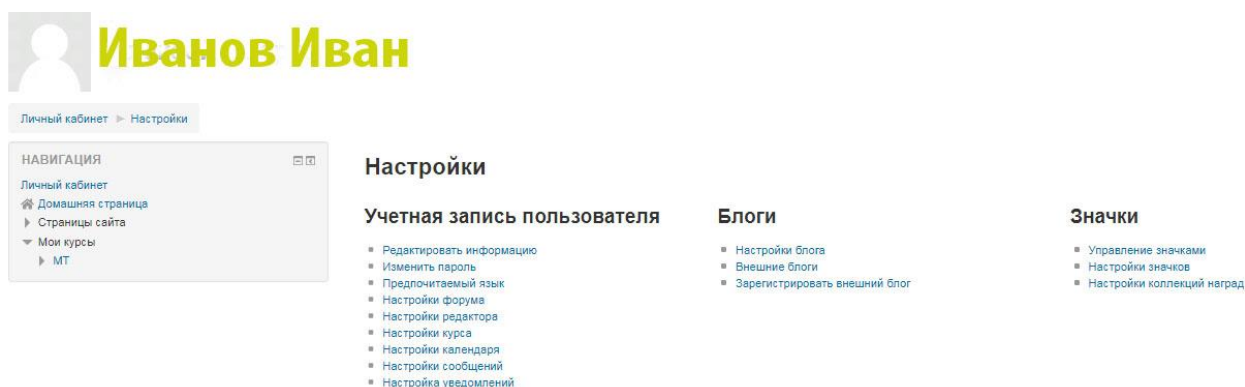 Иванов Иван
Личный кабинет ► Настройки
НАВИГАЦИЯ
Личный кабинет
Домашняя страница
Страницы сайта
Мои курсы
МТ
Настройки
Учетная запись пользователя
Редактировать информацию
Изменить пароль
Предпочитаемый язык
Настройки форума
Настройки редактора
Настройки курса
Настройки календаря
Настройки сообщений
Настройка уведомлений
Блоги
Настройки блога
Внешние блоги
Зарегистрировать внешний блог
Значки
Управление значками
Настройки значков
Настройки коллекций наград